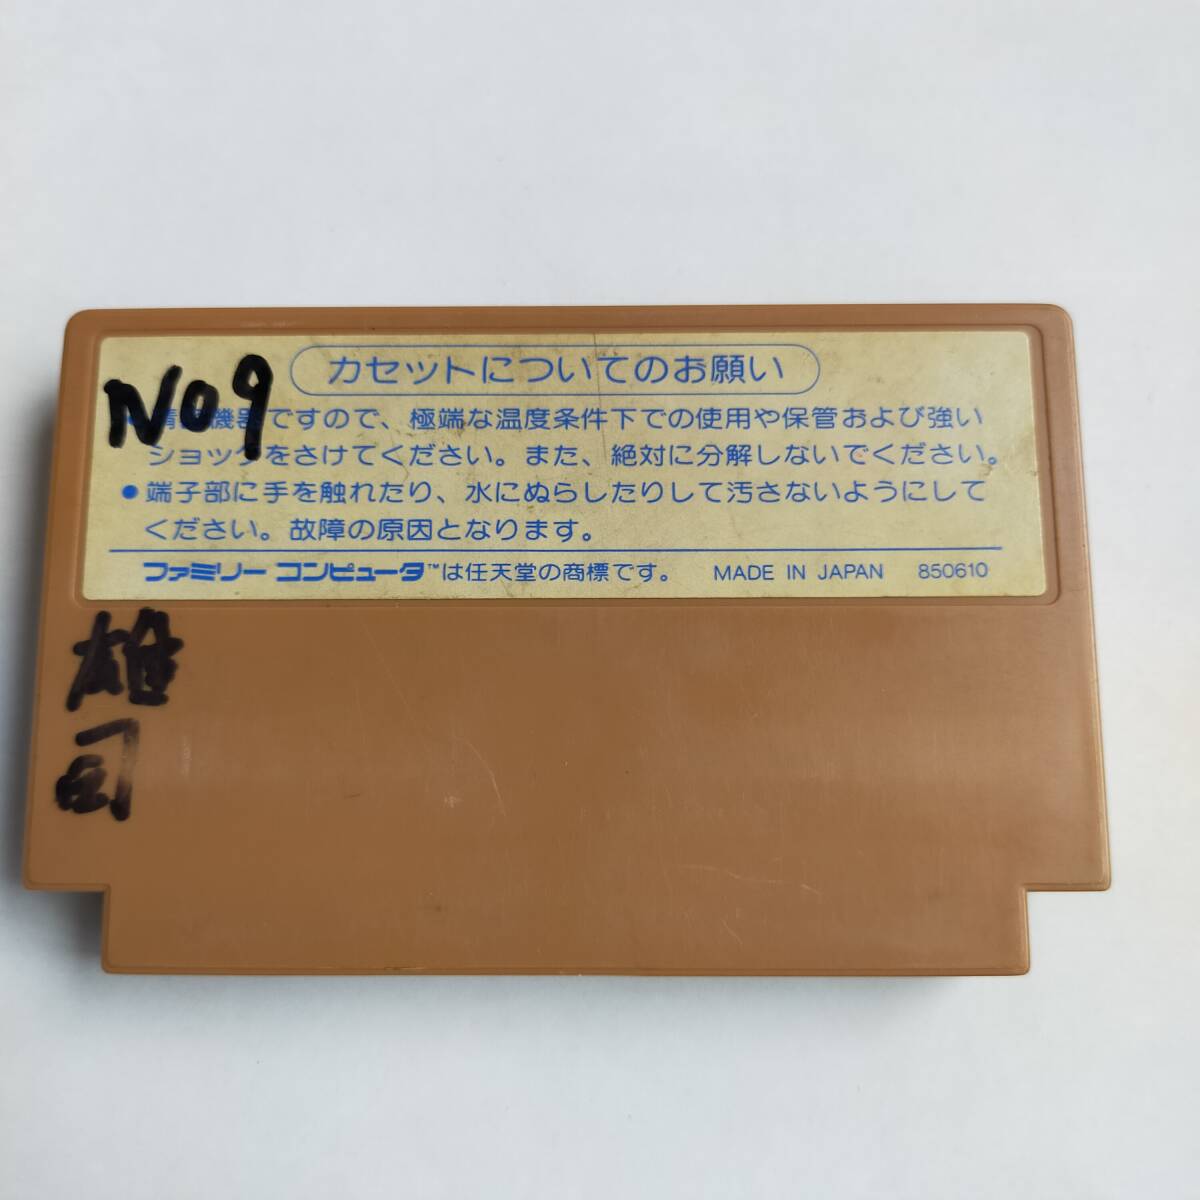 カセットについてのお願い
NO9
● 精密機器ですので、極端な温度条件下での使用や保管および強い
ショックをさけてください。また、絶対に分解しないでください。
● 端子部に手を触れたり、水にぬらしたりして汚さないようにして
ください。故障の原因となります。
ファミリーコンピュータ™は任天堂の商標です。 MADE IN JAPAN 850610
雄
司